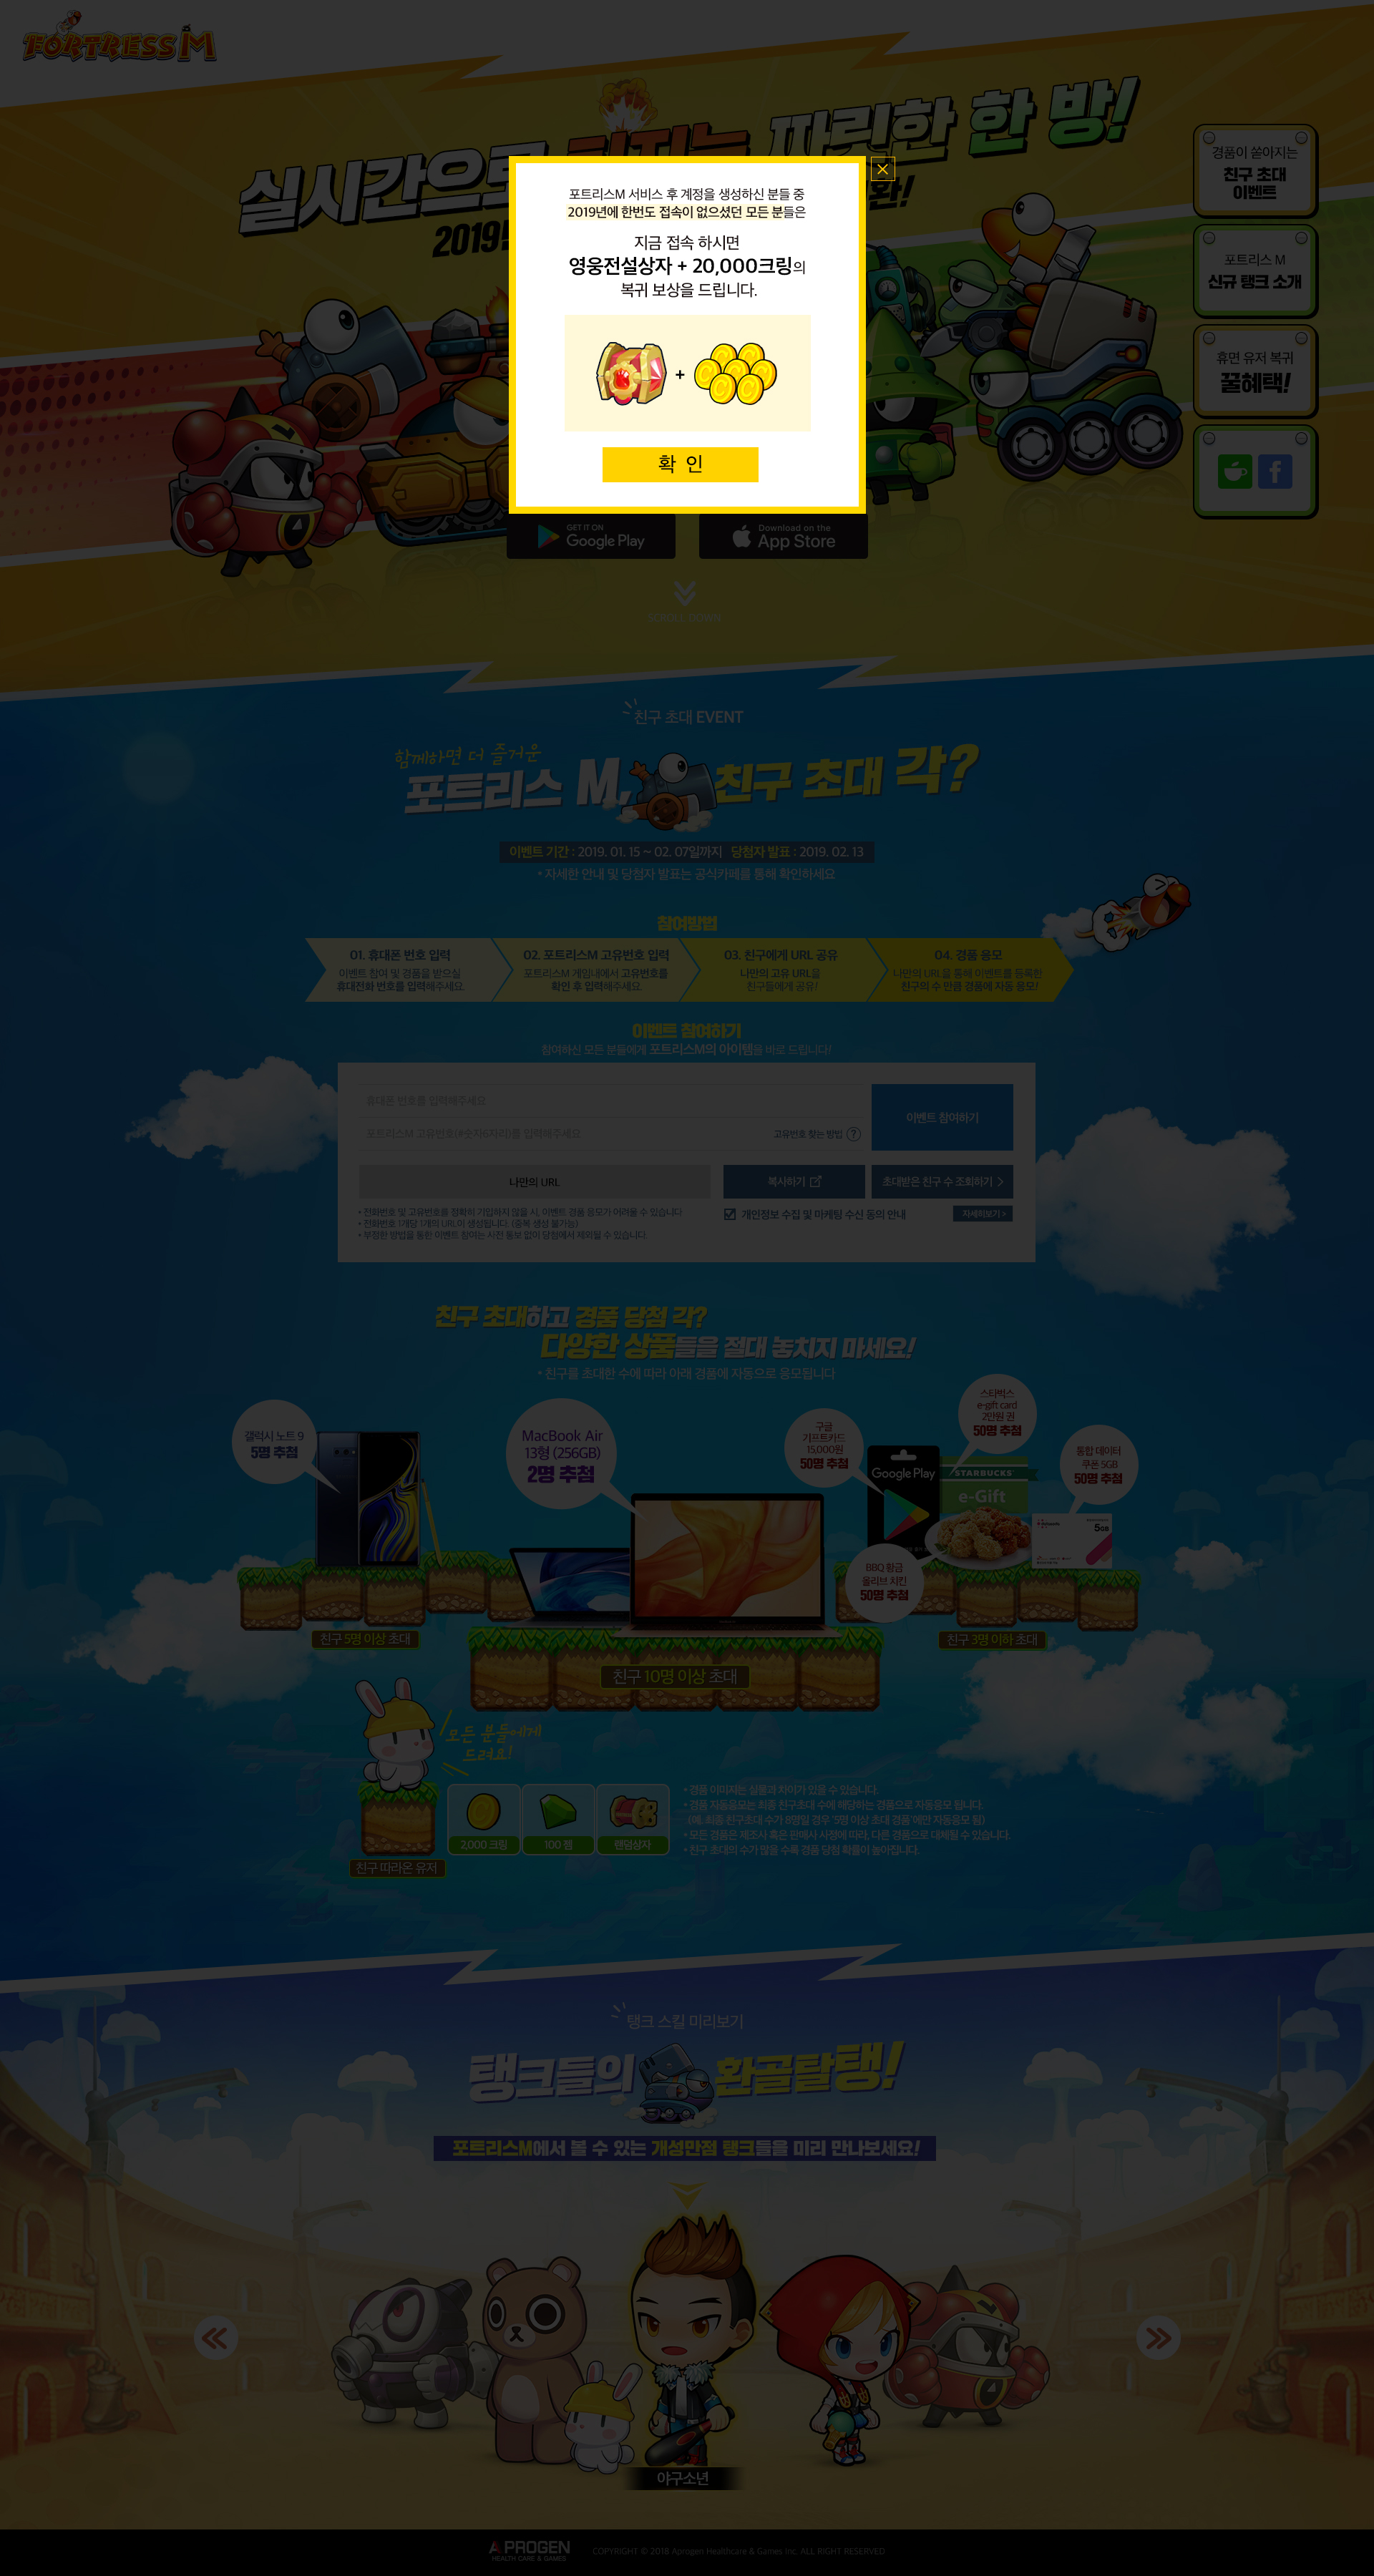 FORTRESS M
실시간으로 터지는 짜릿한 한 방!
2019년
환!
경품이 쏟아지는
친구 초대
이벤트
포트리스 M
신규 탱크 소개
휴면 유저 복귀
꿀혜택!
포트리스M 서비스 후 계정을 생성하신 분들 중
2019년에 한번도 접속이 없으셨던 모든 분들은
지금 접속 하시면
영웅전설상자 + 20,000크링의
복귀 보상을 드립니다.
+
확 인
GET IT ON
Google Play
Download on the
App Store
SCROLL DOWN
친구 초대 EVENT
함께하면 더 즐거운
포트리스 M, 친구 초대 각?
이벤트 기간 : 2019. 01. 15 ~ 02. 07일까지 당첨자 발표 : 2019. 02. 13
* 자세한 안내 및 당첨자 발표는 공식카페를 통해 확인하세요.
참여방법
01. 휴대폰 번호 입력
이벤트 참여 및 경품을 받으실
휴대전화 번호를 입력해주세요.
02. 포트리스M 고유번호 입력
포트리스M 게임내에서 고유번호를
확인 후 입력해주세요.
03. 친구에게 URL 공유
나만의 고유 URL을
친구들에게 공유!
04. 경품 응모
나만의 URL을 통해 이벤트를 등록한
친구의 수 만큼 경품에 자동 응모!
이벤트 참여하기
참여하신 모든 분들에게 포트리스M의 아이템을 바로 드립니다!
휴대폰 번호를 입력해주세요
포트리스M 고유번호(#숫자6자리)를 입력해주세요
고유번호 찾는 방법 ?
이벤트 참여하기
나만의 URL
복사하기
초대받은 친구 수 조회하기 >
• 전화번호 및 고유번호를 정확히 기입하지 않을 시, 이벤트 경품 응모가 어려울 수 있습니다
• 전화번호 1개당 1개의 URL이 생성됩니다. (중복 생성 불가능)
• 부정한 방법을 통한 이벤트 참여는 사전 통보 없이 당첨에서 제외될 수 있습니다.
개인정보 수집 및 마케팅 수신 동의 안내
자세히보기 >
친구 초대하고 경품 당첨 각?
다양한 상품들을 절대 놓치지 마세요!
* 친구를 초대한 수에 따라 아래 경품에 자동으로 응모됩니다
갤럭시 노트 9
5명 추첨
MacBook Air
13형 (256GB)
2명 추첨
구글
기프트카드
15,000원
50명 추첨
스타벅스
e-gift card
2만원 권
50명 추첨
통합 데이터
쿠폰 5GB
50명 추첨
Google Play
STARBUCKS
e-Gift
5GB
BBQ 황금
올리브 치킨
50명 추첨
친구 5명 이상 초대
친구 10명 이상 초대
친구 3명 이하 초대
모든 분들에게
드려요!
2,000 크링
100 젬
랜덤상자
친구 따라온 유저
• 경품 이미지는 실물과 차이가 있을 수 있습니다.
• 경품 자동응모는 최종 친구초대 수에 해당하는 경품으로 자동응모 됩니다.
(예. 최종 친구초대 수가 8명일 경우 '5명 이상 초대 경품'에만 자동응모 됨)
• 모든 경품은 제조사 혹은 판매사 사정에 따라, 다른 경품으로 대체될 수 있습니다.
• 친구 초대의 수가 많을 수록 경품 당첨 확률이 높아집니다.
탱크 스킬 미리보기
탱크들의 환골탈탱!
포트리스M에서 볼 수 있는 개성만점 탱크들을 미리 만나보세요!
야구소년
APROGEN
HEALTH CARE & GAMES
COPYRIGHT © 2018 Aprogen Healthcare & Games Inc. ALL RIGHT RESERVED